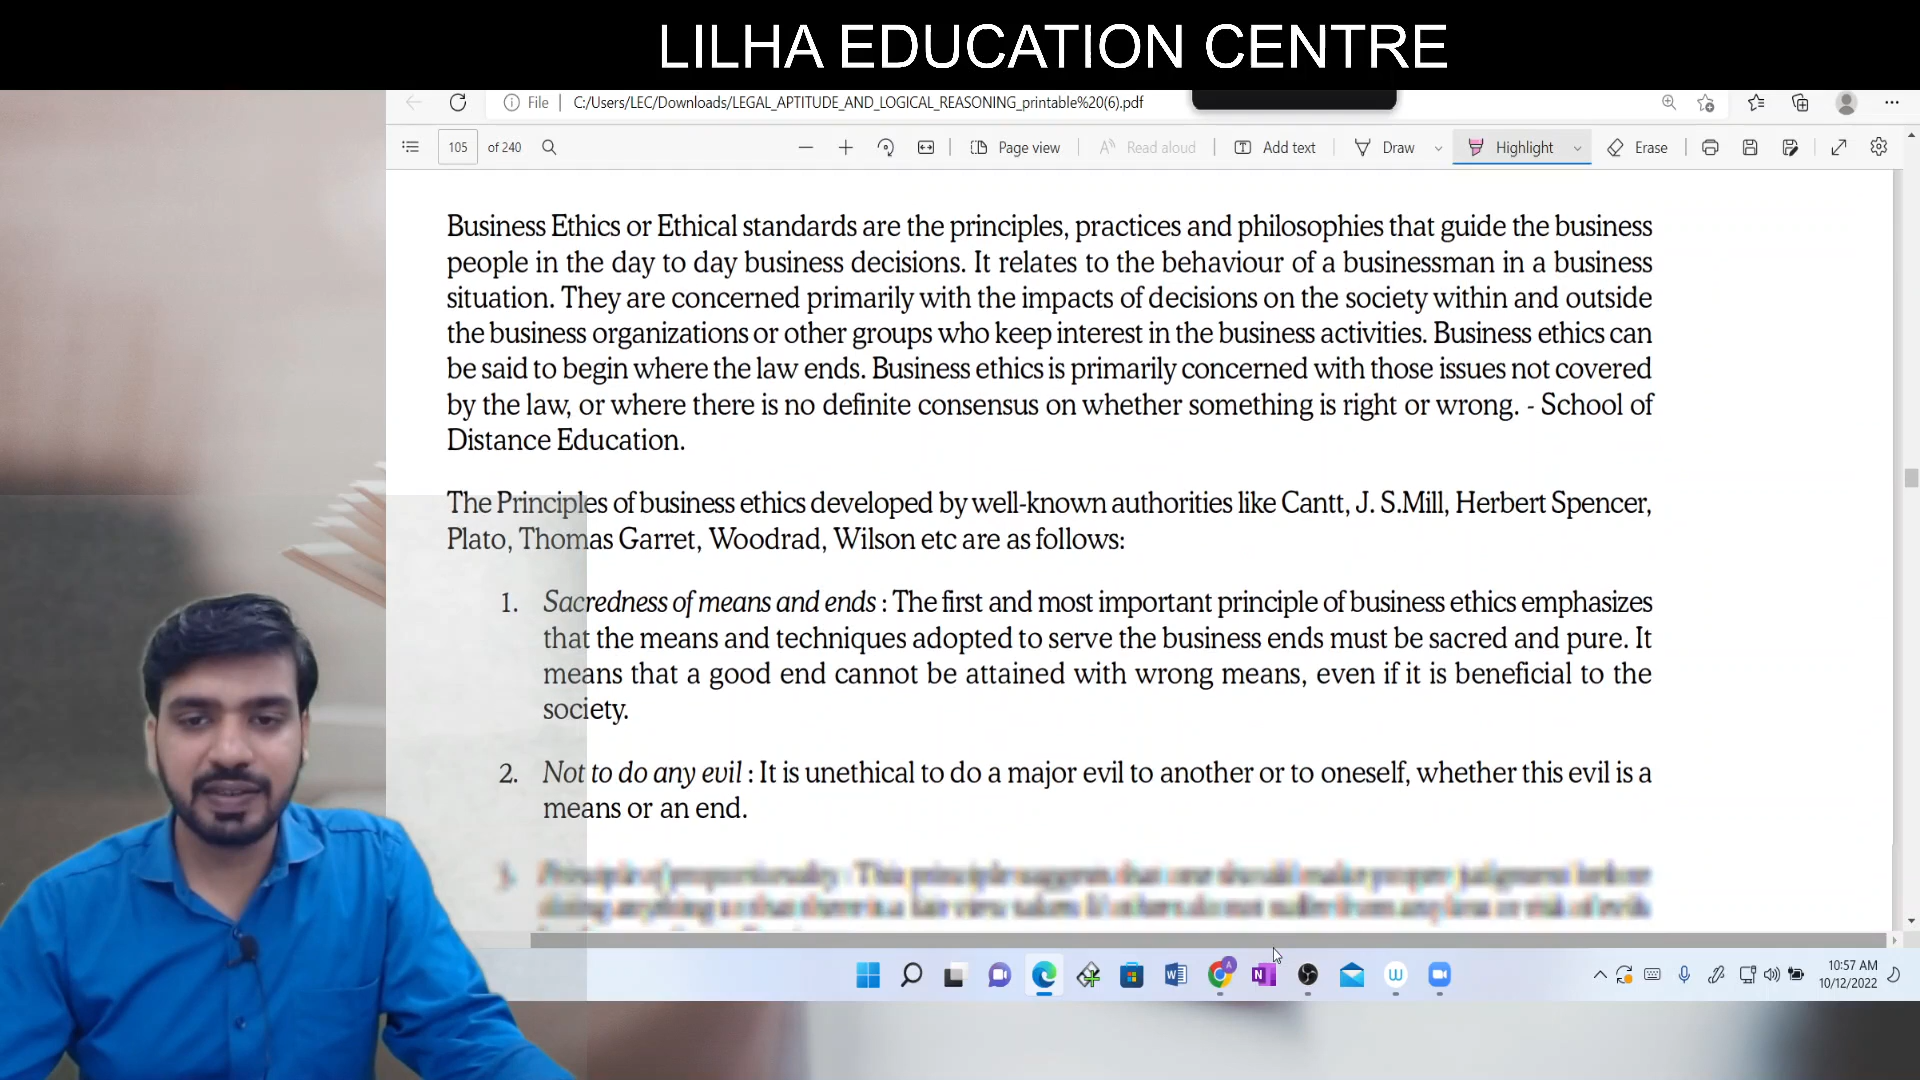 LILHA EDUCATION CENTRE
File | C:/Users/LEC/Downloads/LEGAL_APTITUDE_AND_LOGICAL_REASONING_printable%20(6).pdf
105 of 240 Page view Read aloud Add text Draw Highlight Erase
Business Ethics or Ethical standards are the principles, practices and philosophies that guide the business
people in the day to day business decisions. It relates to the behaviour of a businessman in a business
situation. They are concerned primarily with the impacts of decisions on the society within and outside
the business organizations or other groups who keep interest in the business activities. Business ethics can
be said to begin where the law ends. Business ethics is primarily concerned with those issues not covered
by the law, or where there is no definite consensus on whether something is right or wrong. - School of
Distance Education.
The Principles of business ethics developed by well-known authorities like Cantt, J. S.Mill, Herbert Spencer,
Plato, Thomas Garret, Woodrad, Wilson etc are as follows:
1. Sacredness of means and ends : The first and most important principle of business ethics emphasizes
that the means and techniques adopted to serve the business ends must be sacred and pure. It
means that a good end cannot be attained with wrong means, even if it is beneficial to the
society.
2. Not to do any evil : It is unethical to do a major evil to another or to oneself, whether this evil is a
means or an end.
10:57 AM
10/12/2022